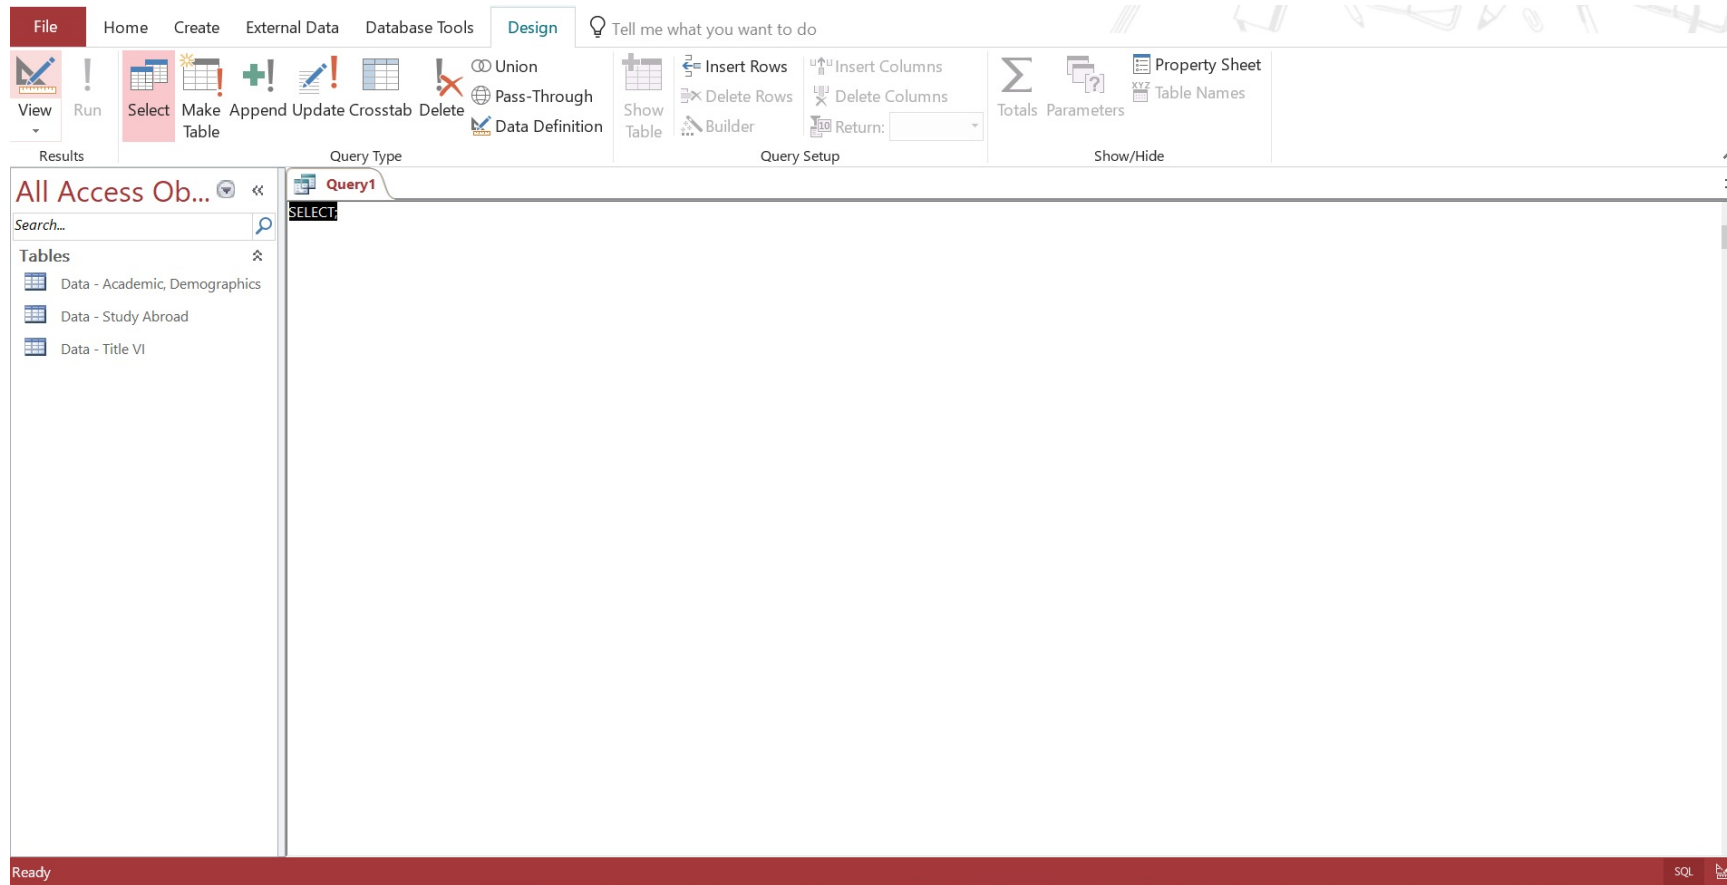 File Home Create External Data Database Tools Design Tell me what you want to do
View
Run
Select
Make
Table
Append
Update
Crosstab
Delete
Union
Pass-Through
Data Definition
Show
Table
Insert Rows
Delete Rows
Builder
Insert Columns
Delete Columns
Return:
Totals
Parameters
Property Sheet
XYZ
Table Names
Results
Query Type
Query Setup
Show/Hide
All Access Ob...
«
Search...
Tables
Data - Academic, Demographics
Data - Study Abroad
Data - Title VI
Query1
SELECT;
Ready
SQL